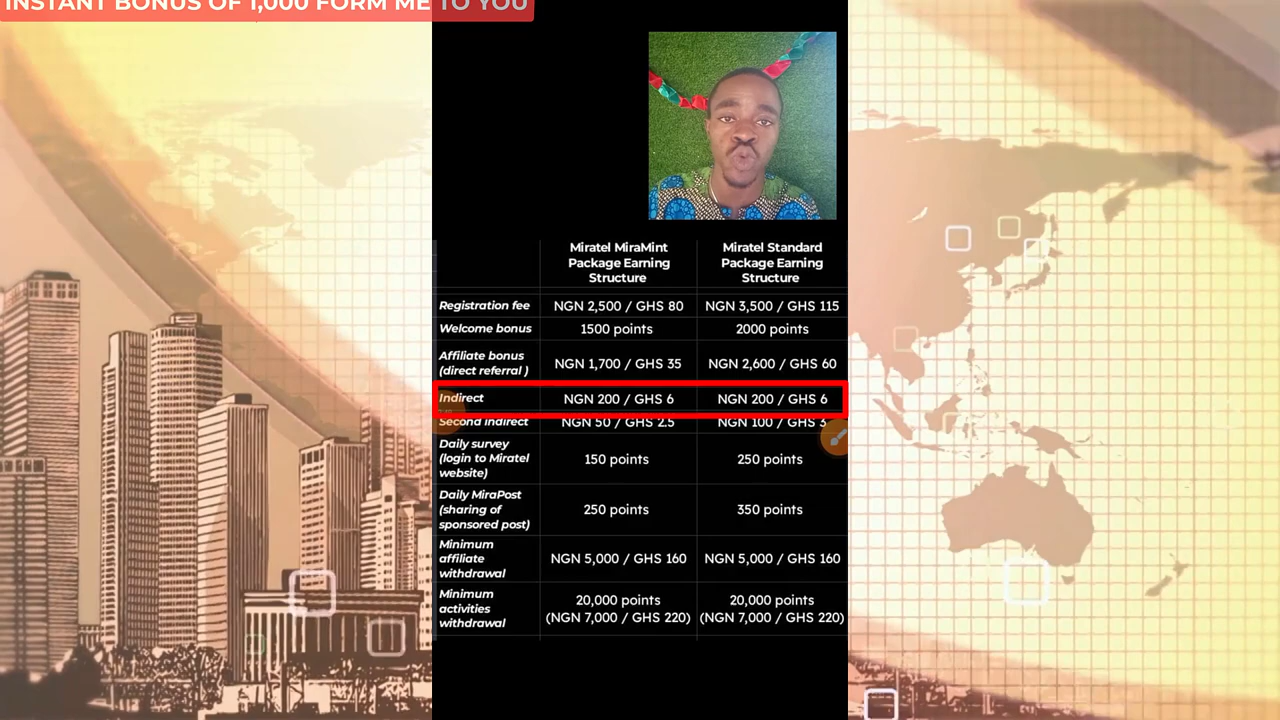 INSTANT BONUS OF 1,000 FORM ME TO YOU
Miratel MiraMint
Package Earning
Structure
Miratel Standard
Package Earning
Structure
Registration fee
NGN 2,500 / GHS 80
NGN 3,500 / GHS 115
Welcome bonus
1500 points
2000 points
Affiliate bonus
(direct referral )
NGN 1,700 / GHS 35
NGN 2,600 / GHS 60
Indirect
NGN 200 / GHS 6
NGN 200 / GHS 6
Second indirect
NGN 50 / GHS 2.5
NGN 100 / GHS 3
Daily survey
(login to Miratel
website)
150 points
250 points
Daily MiraPost
(sharing of
sponsored post)
250 points
350 points
Minimum
affiliate
withdrawal
NGN 5,000 / GHS 160
NGN 5,000 / GHS 160
Minimum
activities
withdrawal
20,000 points
(NGN 7,000 / GHS 220)
20,000 points
(NGN 7,000 / GHS 220)